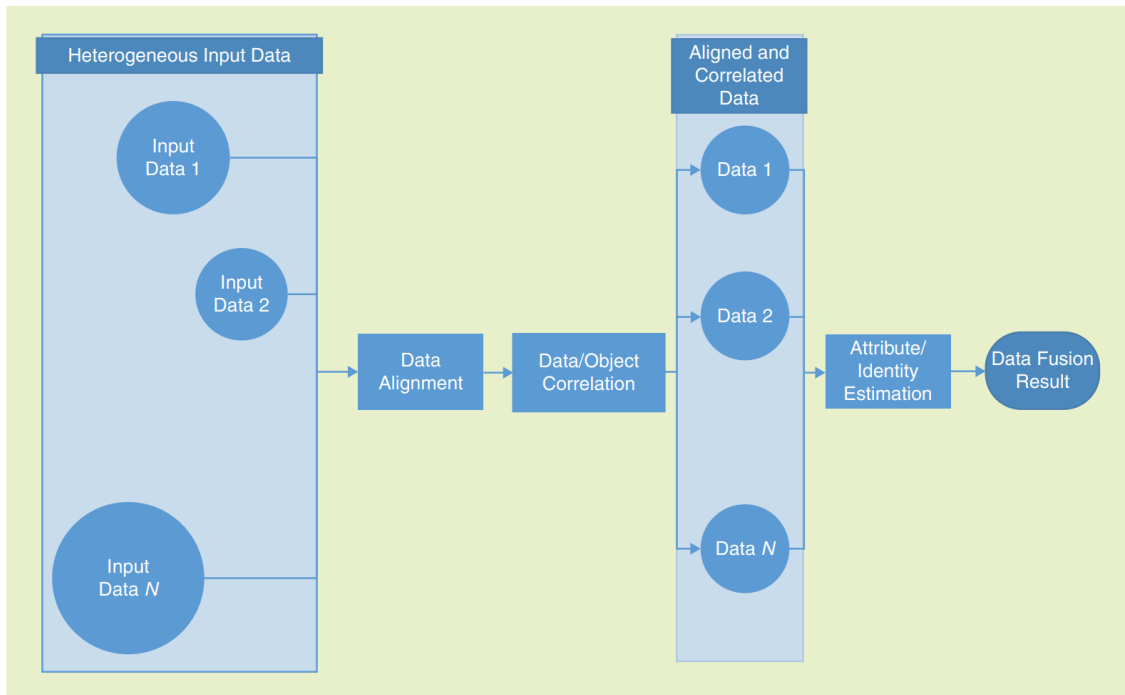 Heterogeneous Input Data
Input
Data 1
Input
Data 2
Input
Data N
Data
Alignment
Data/Object
Correlation
Aligned and
Correlated
Data
Data 1
Data 2
Data N
Attribute/
Identity
Estimation
Data Fusion
Result